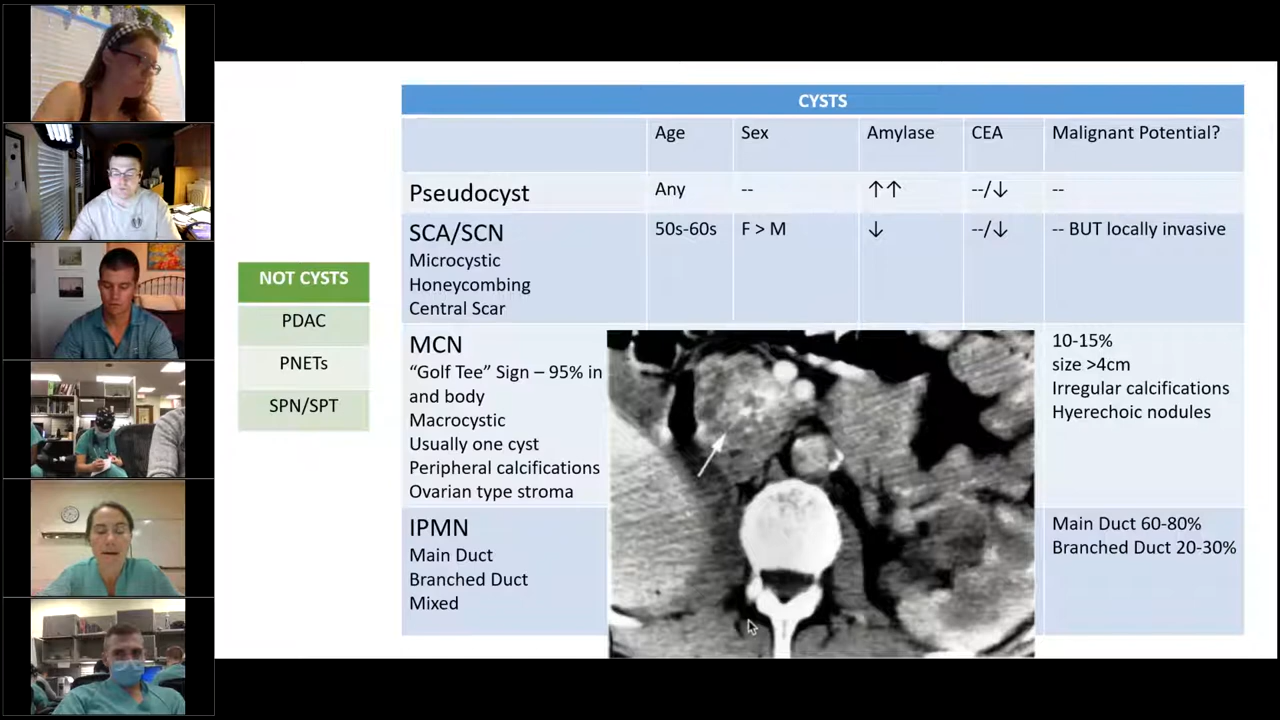 CYSTS
Age Sex Amylase CEA Malignant Potential?
Pseudocyst Any -- ↑↑ --/↓ --
SCA/SCN 50s-60s F > M ↓ --/↓ -- BUT locally invasive
Microcystic
Honeycombing
Central Scar
NOT CYSTS
PDAC
PNETs
SPN/SPT
MCN
“Golf Tee” Sign – 95% in
and body
Macrocystic
Usually one cyst
Peripheral calcifications
Ovarian type stroma
10-15%
size >4cm
Irregular calcifications
Hyerechoic nodules
IPMN
Main Duct
Branched Duct
Mixed
Main Duct 60-80%
Branched Duct 20-30%